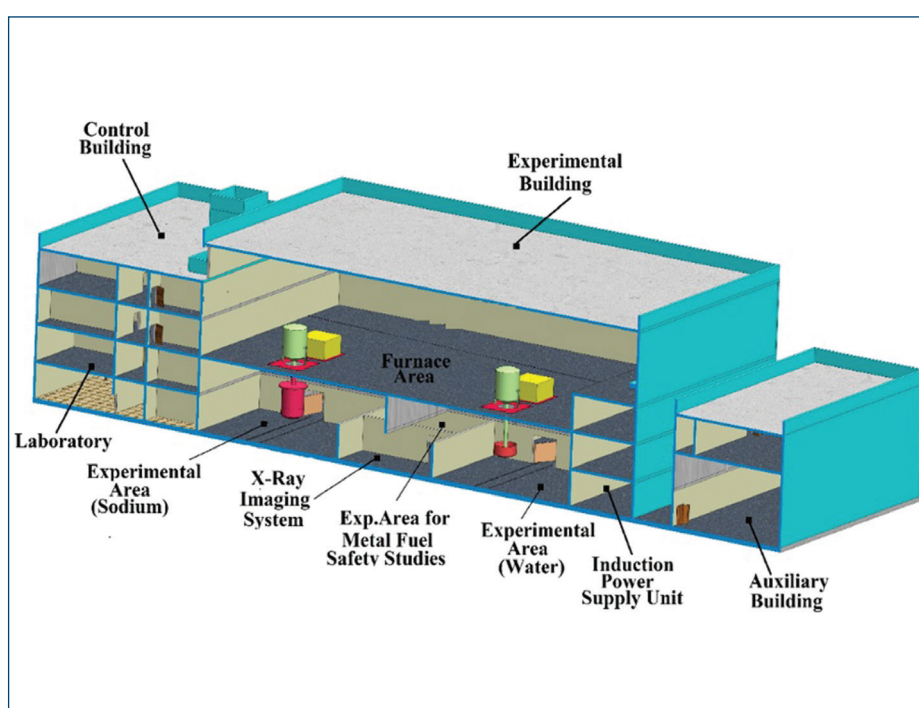 Control
Building
Experimental
Building
Furnace
Area
Laboratory
Experimental
Area
(Sodium)
X-Ray
Imaging
System
Exp.Area for
Metal Fuel
Safety Studies
Experimental
Area
(Water)
Induction
Power
Supply Unit
Auxiliary
Building